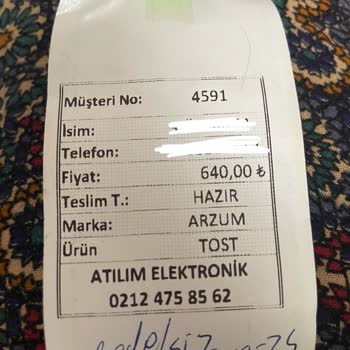 Müşteri No: 4591
İsim:
Telefon:
Fiyat: 640,00 ₺
Teslim T.: HAZIR
Marka: ARZUM
Ürün TOST
ATILIM ELEKTRONİK
0212 475 85 62